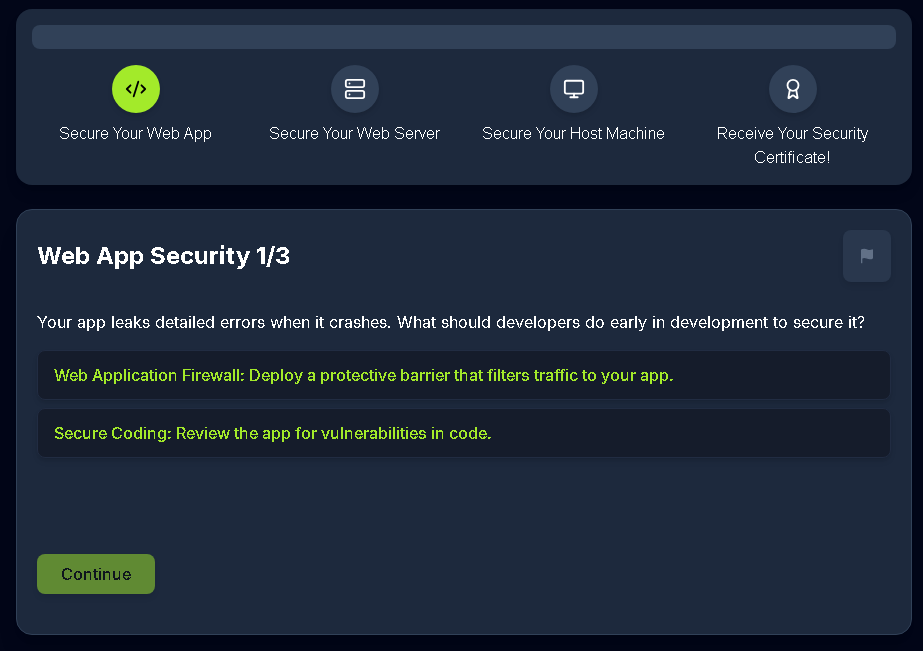 </>
Secure Your Web App
Secure Your Web Server
Secure Your Host Machine
Receive Your Security
Certificate!
Web App Security 1/3
Your app leaks detailed errors when it crashes. What should developers do early in development to secure it?
Web Application Firewall: Deploy a protective barrier that filters traffic to your app.
Secure Coding: Review the app for vulnerabilities in code.
Continue